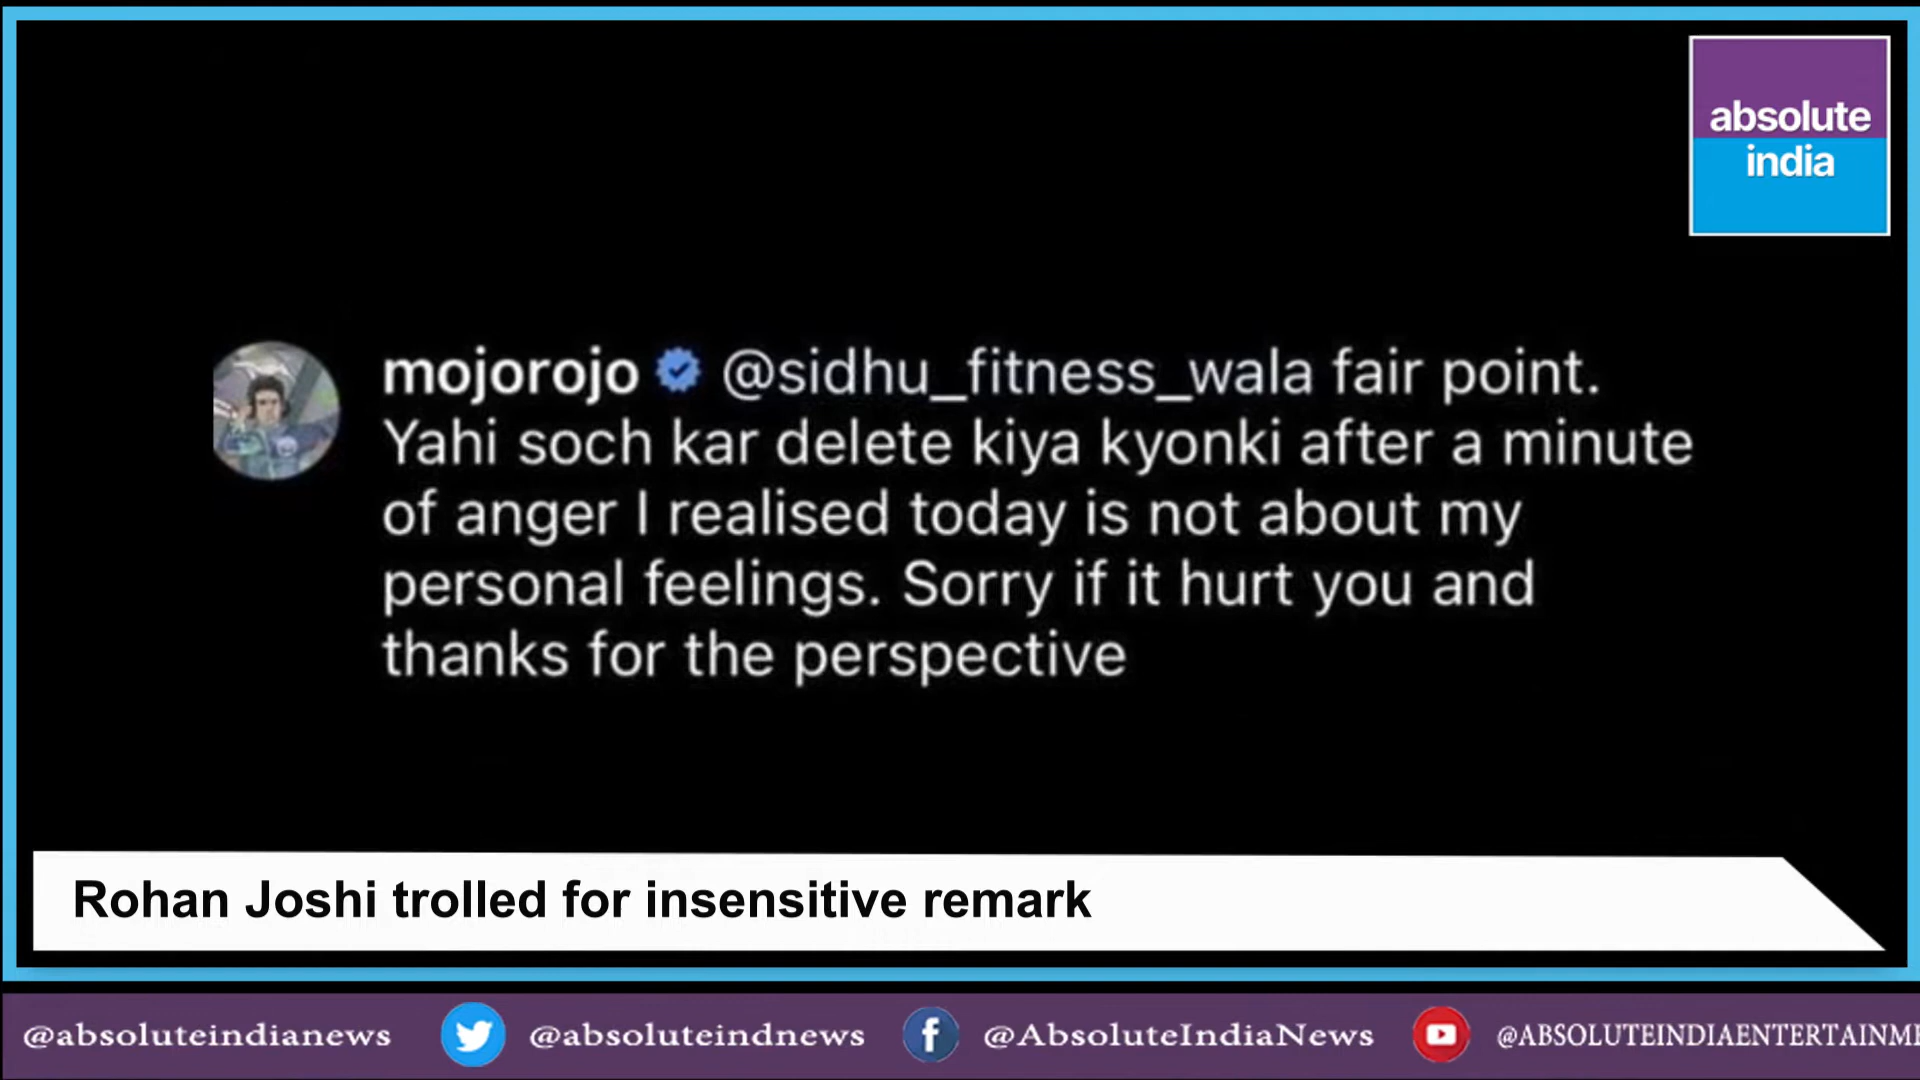 absolute
india
mojorojo @sidhu_fitness_wala fair point.
Yahi soch kar delete kiya kyonki after a minute
of anger I realised today is not about my
personal feelings. Sorry if it hurt you and
thanks for the perspective
Rohan Joshi trolled for insensitive remark
@absoluteindianews @absoluteindnews @AbsoluteIndiaNews @ABSOLUTEINDIAENTERTAINME